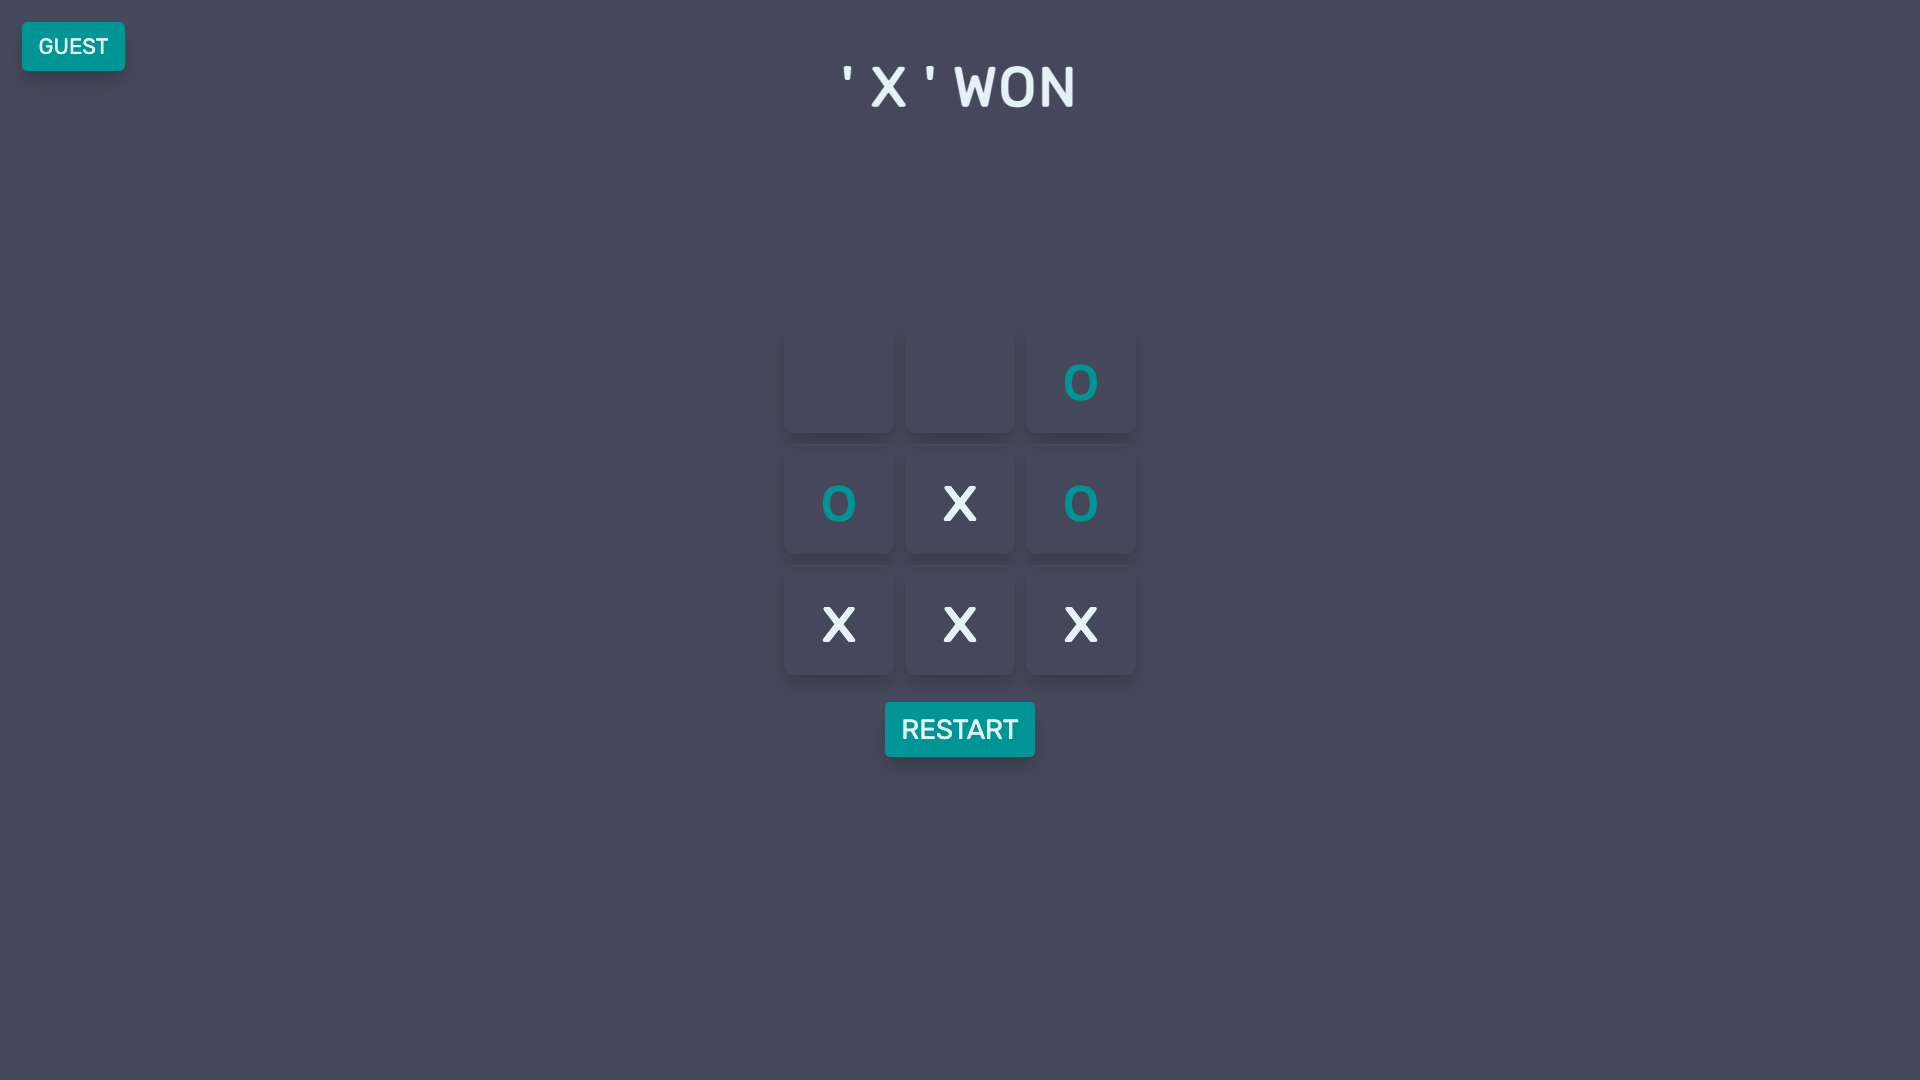 GUEST
' X ' WON
O
O X O
X X X
RESTART